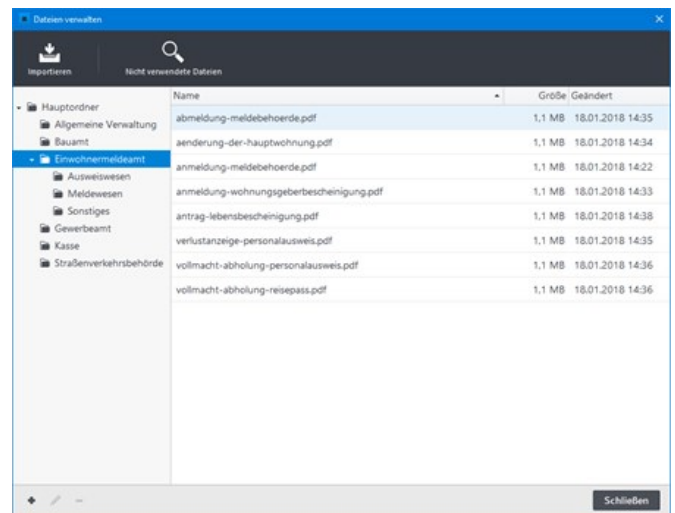 Dateien verwalten
Importieren
Nicht verwendete Dateien
Hauptordner
Allgemeine Verwaltung
Bauamt
Einwohnermeldeamt
Ausweiswesen
Meldewesen
Sonstiges
Gewerbeamt
Kasse
Straßenverkehrsbehörde
Name Größe Geändert
abmeldung-meldebehoerde.pdf 1,1 MB 18.01.2018 14:35
aenderung-der-hauptwohnung.pdf 1,1 MB 18.01.2018 14:34
anmeldung-meldebehoerde.pdf 1,1 MB 18.01.2018 14:22
anmeldung-wohnungsgeberbescheinigung.pdf 1,1 MB 18.01.2018 14:33
antrag-lebensbescheinigung.pdf 1,1 MB 18.01.2018 14:38
verlustanzeige-personalausweis.pdf 1,1 MB 18.01.2018 14:35
vollmacht-abholung-personalausweis.pdf 1,1 MB 18.01.2018 14:36
vollmacht-abholung-reisepass.pdf 1,1 MB 18.01.2018 14:36
Schließen